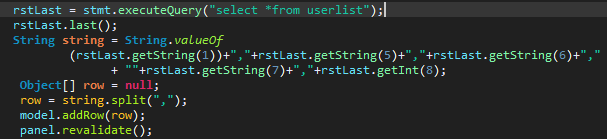 rstLast = stmt.executeQuery("select *from userlist");
rstLast.last();
String string = String.valueOf
(rstLast.getString(1))+","+rstLast.getString(5)+","+rstLast.getString(6)+","
+ ""+rstLast.getString(7)+","+rstLast.getInt(8);
Object[] row = null;
row = string.split(",");
model.addRow(row);
panel.revalidate();